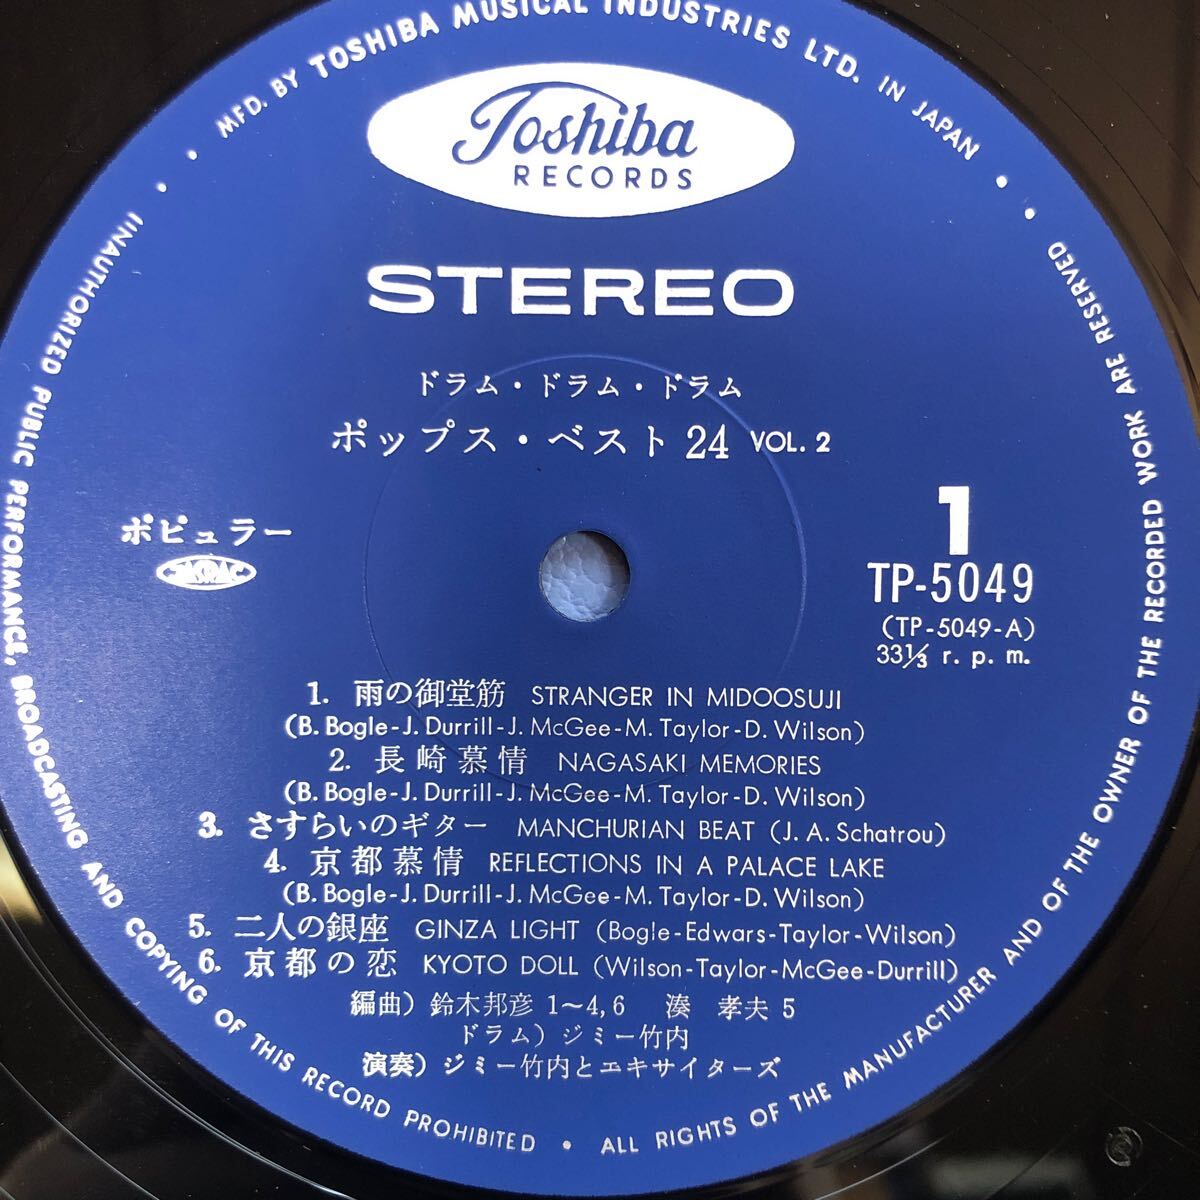 MFD. BY TOSHIBA MUSICAL INDUSTRIES LTD. IN JAPAN
Toshiba
RECORDS
STEREO
ドラム・ドラム・ドラム
ポップス・ベスト24 VOL. 2
ポピュラー
JASRAC
1
TP-5049
(TP-5049-A)
33⅓ r. p. m.
1. 雨の御堂筋 STRANGER IN MIDOOSUJI
(B. Bogle-J. Durrill-J. McGee-M. Taylor-D. Wilson)
2. 長崎慕情 NAGASAKI MEMORIES
(B. Bogle-J. Durrill-J. McGee-M. Taylor-D. Wilson)
3. さすらいのギター MANCHURIAN BEAT (J. A. Schatrou)
4. 京都慕情 REFLECTIONS IN A PALACE LAKE
(B. Bogle-J. Durrill-J. McGee-M. Taylor-D. Wilson)
5. 二人の銀座 GINZA LIGHT (Bogle-Edwars-Taylor-Wilson)
6. 京都の恋 KYOTO DOLL (Wilson-Taylor-McGee-Durrill)
編曲) 鈴木邦彦 1〜4, 6 湊 孝夫 5
ドラム) ジミー竹内
演奏) ジミー竹内とエキサイターズ
UNAUTHORIZED PUBLIC PERFORMANCE, BROADCASTING AND COPYING OF THIS RECORD PROHIBITED • ALL RIGHTS OF THE MANUFACTURER AND OF THE OWNER OF THE RECORDED WORK ARE RESERVED